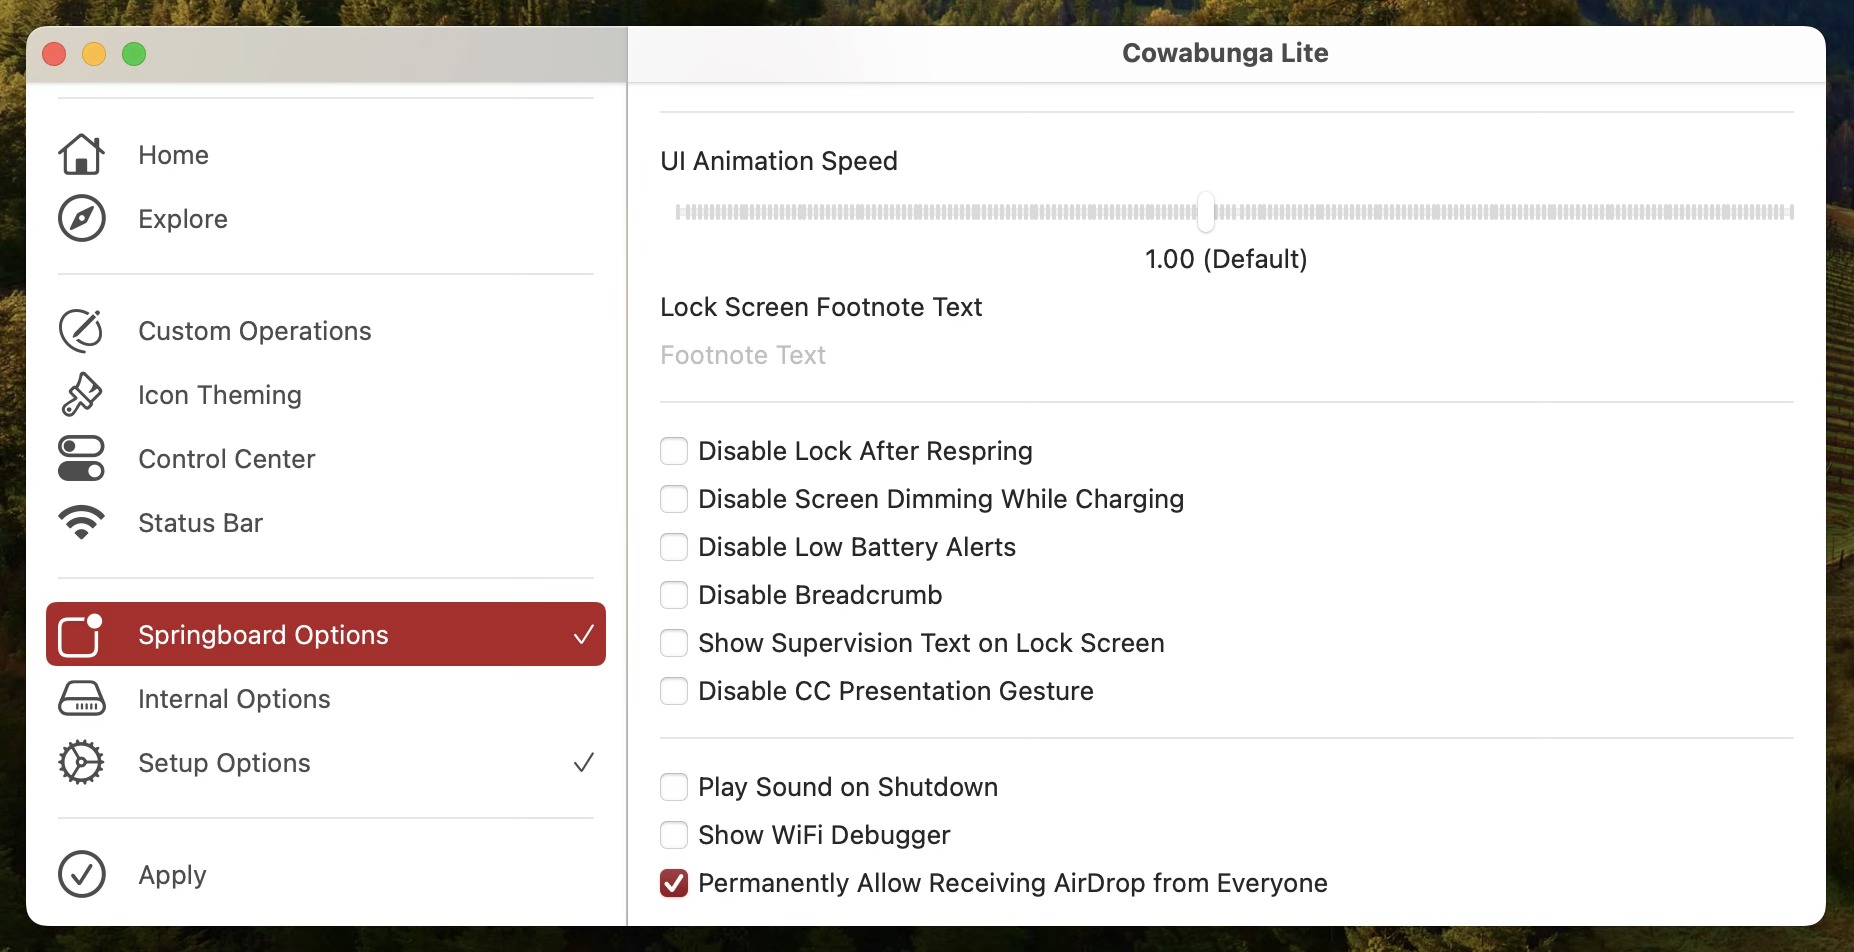 Cowabunga Lite
Home
Explore
Custom Operations
Icon Theming
Control Center
Status Bar
Springboard Options
Internal Options
Setup Options
Apply
UI Animation Speed
1.00 (Default)
Lock Screen Footnote Text
Footnote Text
Disable Lock After Respring
Disable Screen Dimming While Charging
Disable Low Battery Alerts
Disable Breadcrumb
Show Supervision Text on Lock Screen
Disable CC Presentation Gesture
Play Sound on Shutdown
Show WiFi Debugger
Permanently Allow Receiving AirDrop from Everyone